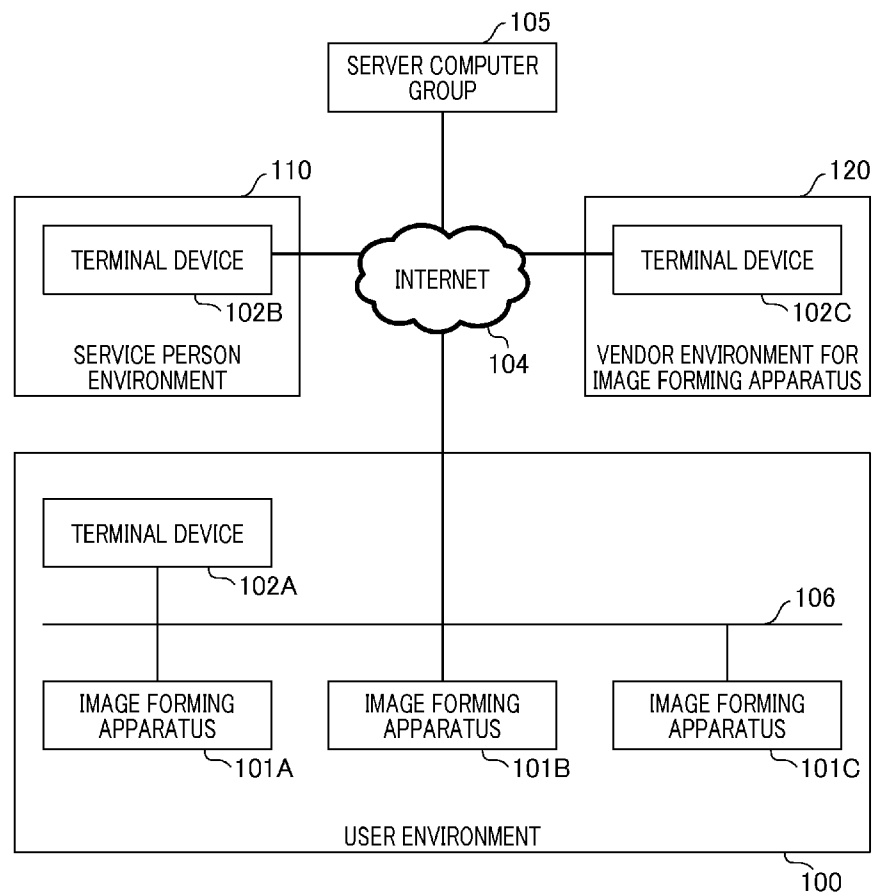 105
SERVER COMPUTER
GROUP
110
120
TERMINAL DEVICE
102B
SERVICE PERSON
ENVIRONMENT
INTERNET
104
TERMINAL DEVICE
102C
VENDOR ENVIRONMENT FOR
IMAGE FORMING APPARATUS
TERMINAL DEVICE
102A
106
IMAGE FORMING
APPARATUS
101A
IMAGE FORMING
APPARATUS
101B
IMAGE FORMING
APPARATUS
101C
USER ENVIRONMENT
100